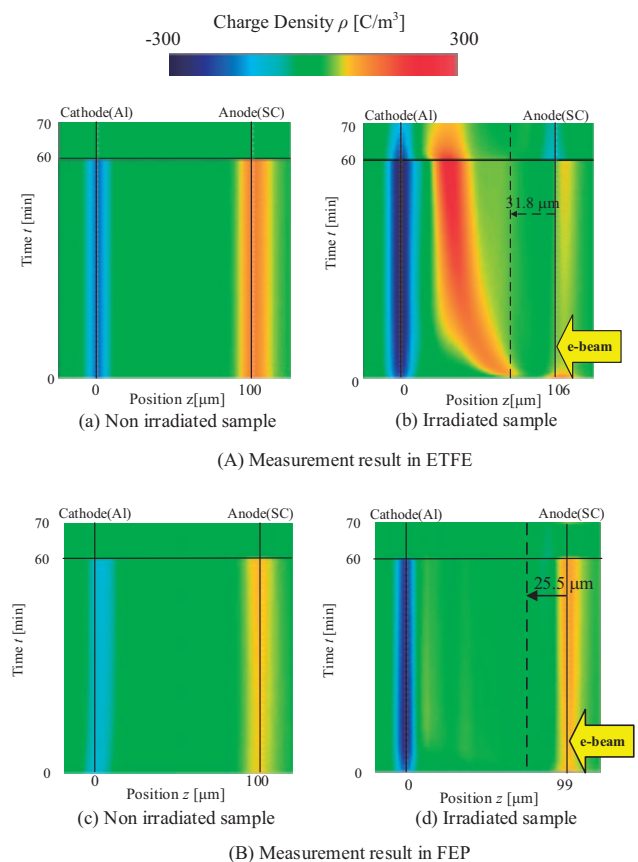 Charge Density ρ [C/m³]
-300 300
Cathode(Al) Anode(SC)
70
60
Time t [min]
0
0 100
Position z[μm]
(a) Non irradiated sample
Cathode(Al) Anode(SC)
70
60
31.8 μm
Time t [min]
e-beam
0
0 106
Position z[μm]
(b) Irradiated sample
(A) Measurement result in ETFE
Cathode(Al) Anode(SC)
70
60
Time t [min]
0
0 100
Position z [μm]
(c) Non irradiated sample
Cathode(Al) Anode(SC)
70
60
25.5 μm
Time t [min]
e-beam
0
0 99
Position z [μm]
(d) Irradiated sample
(B) Measurement result in FEP